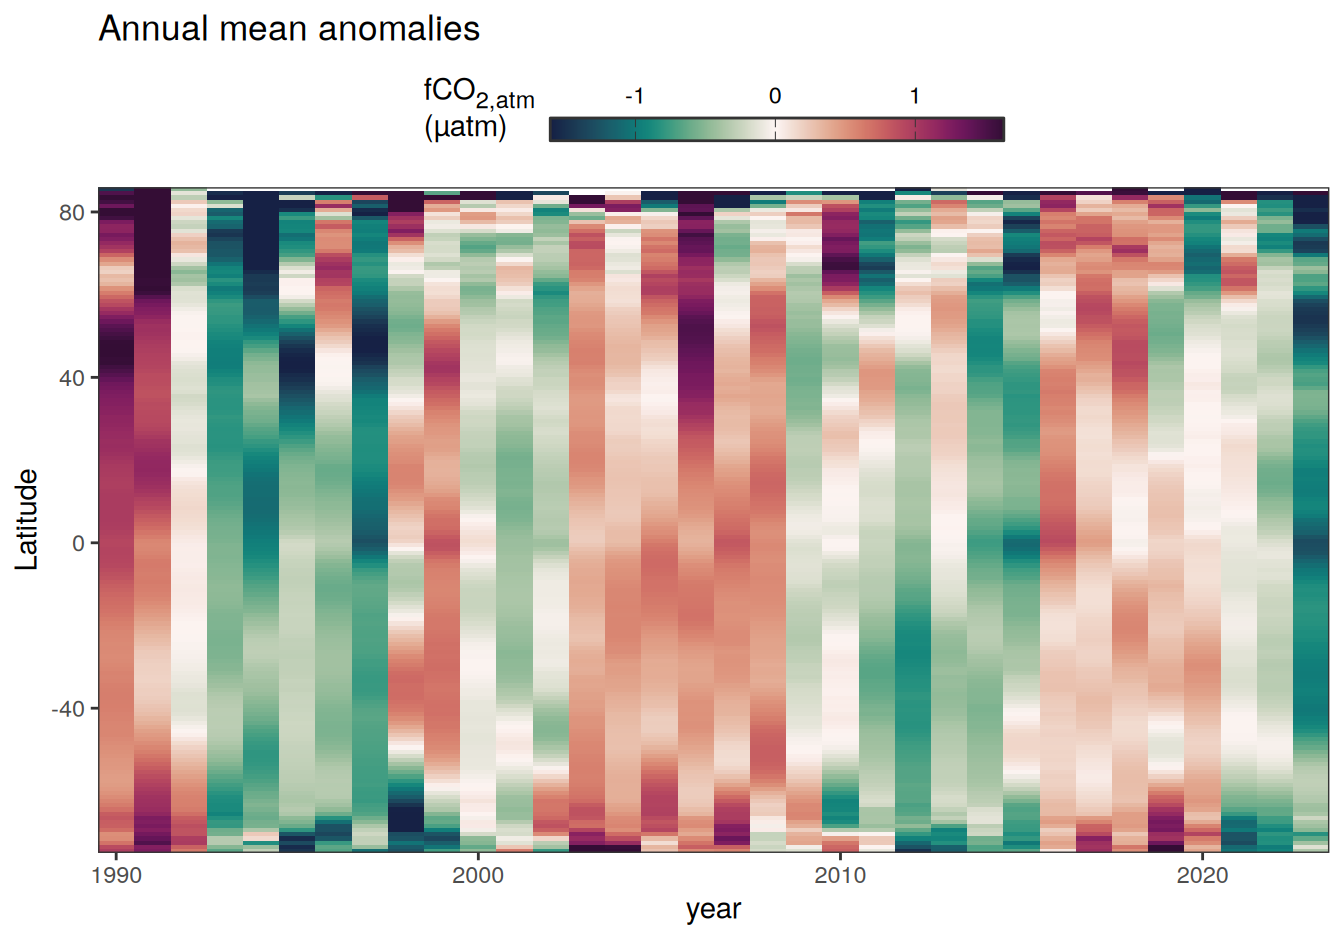 Annual mean anomalies
fCO2,atm
(µatm)
-1 0 1
80
40
0
-40
Latitude
1990 2000 2010 2020
year